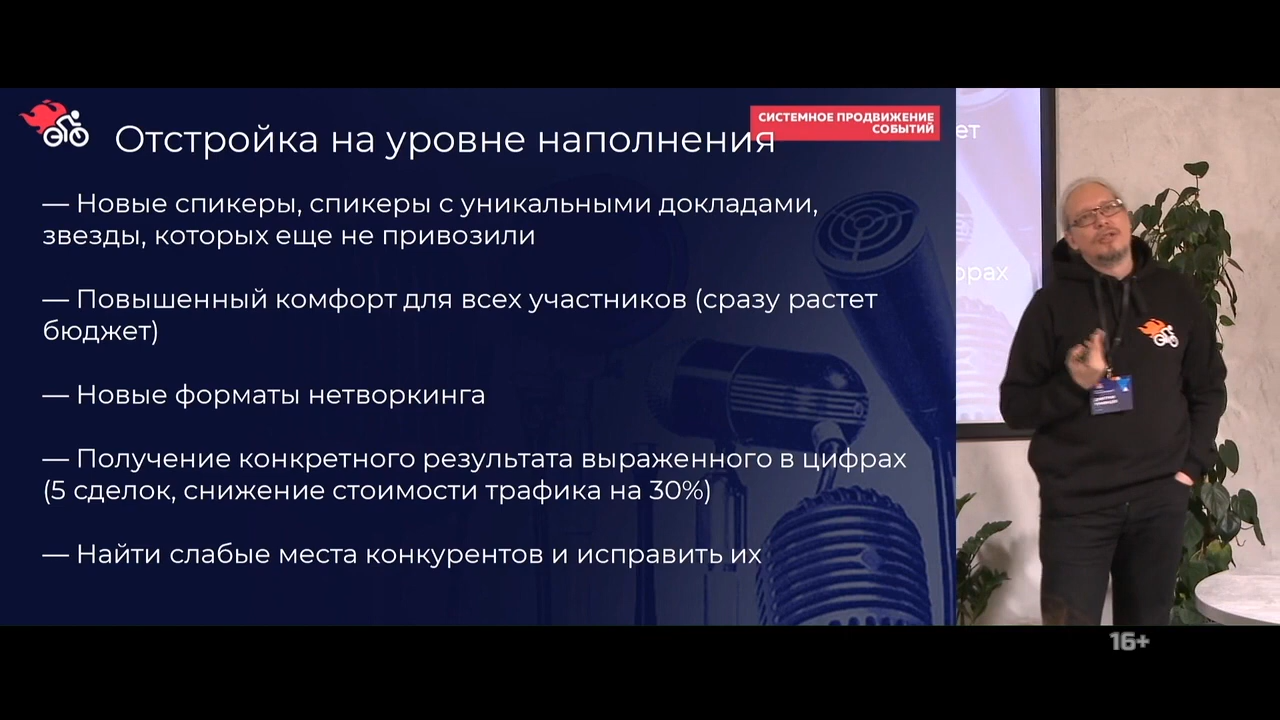 СИСТЕМНОЕ ПРОДВИЖЕНИЕ
СОБЫТИЙ
Отстройка на уровне наполнения
— Новые спикеры, спикеры с уникальными докладами,
звезды, которых еще не привозили
— Повышенный комфорт для всех участников (сразу растет
бюджет)
— Новые форматы нетворкинга
— Получение конкретного результата выраженного в цифрах
(5 сделок, снижение стоимости трафика на 30%)
— Найти слабые места конкурентов и исправить их
16+